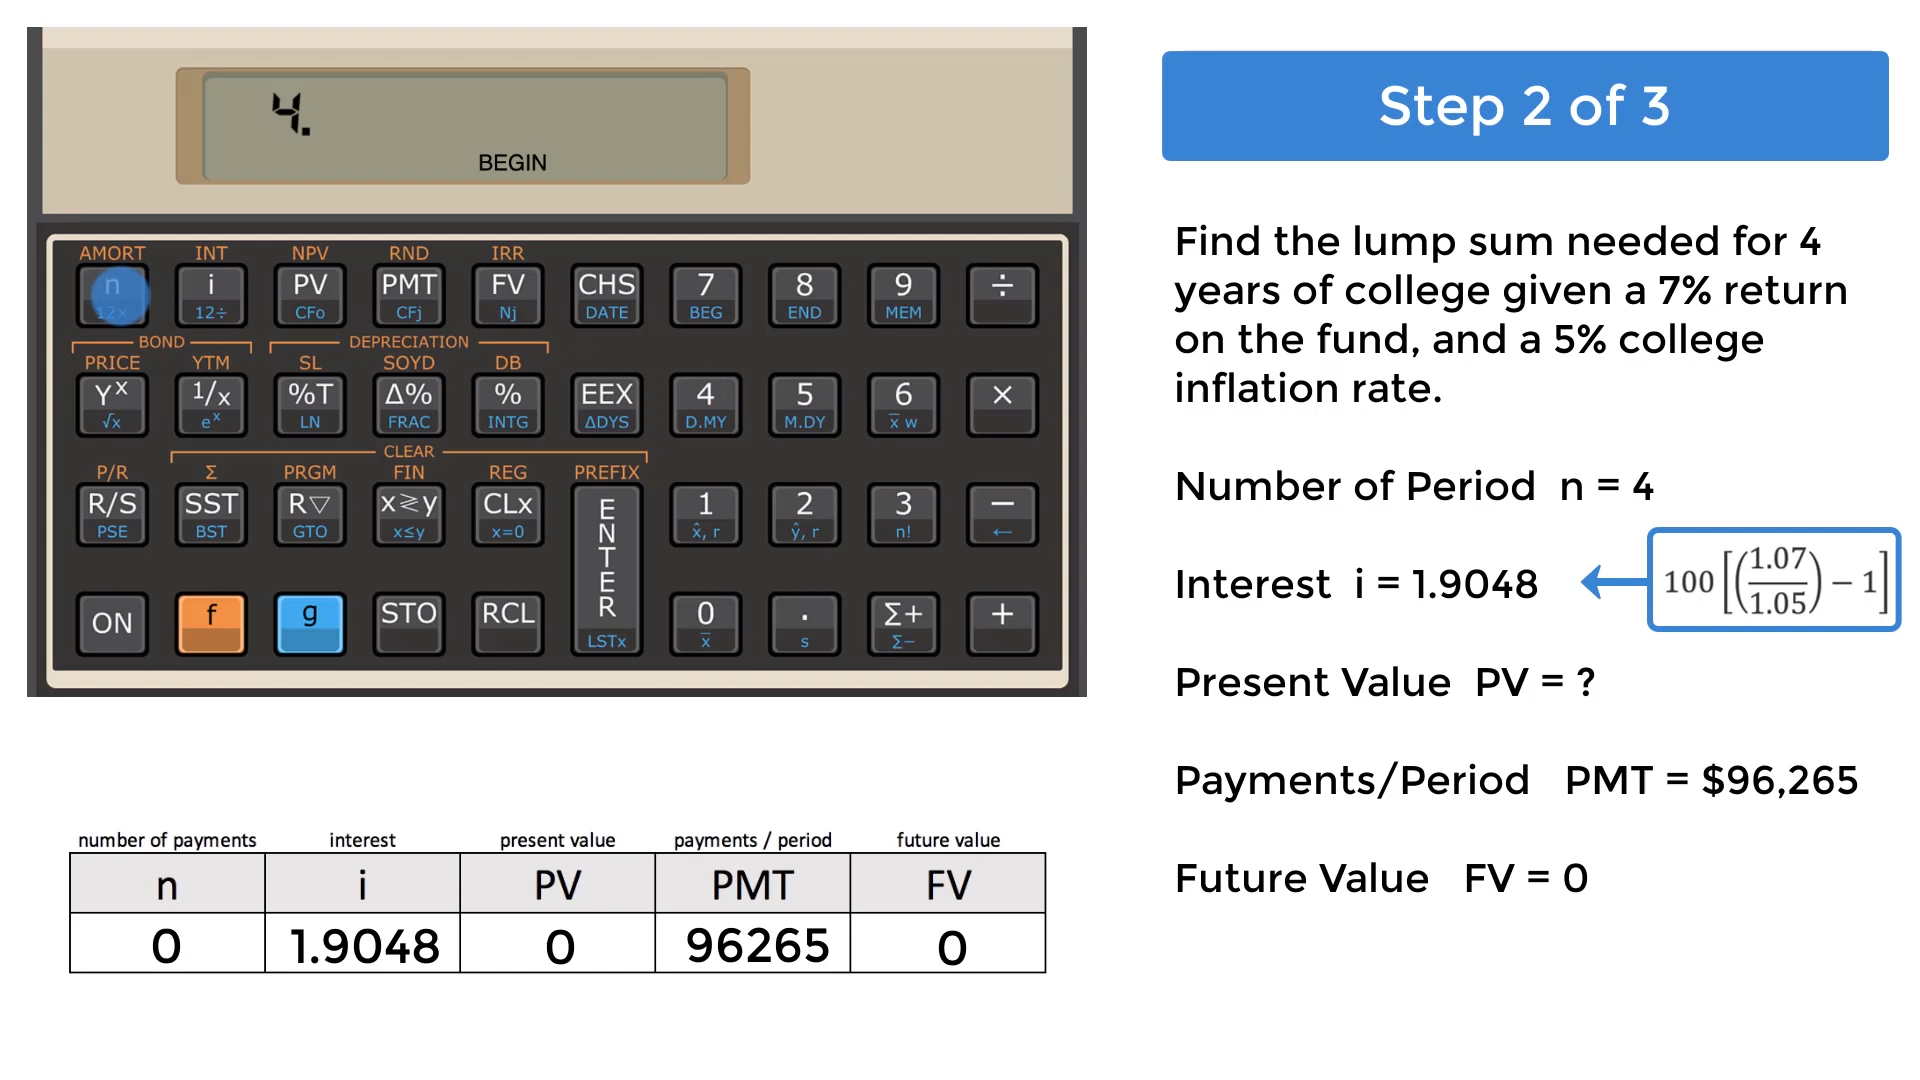 4.
BEGIN
AMORT INT NPV RND IRR
n i PV PMT FV CHS 7 8 9 ÷
12× 12÷ CFo CFj Nj DATE BEG END MEM
BOND DEPRECIATION
PRICE YTM SL SOYD DB
Yˣ 1/x %T Δ% % EEX 4 5 6 ×
√x eˣ LN FRAC INTG ΔDYS D.MY M.DY x̅ w
CLEAR
P/R Σ PRGM FIN REG PREFIX
R/S SST R▽ x≷y CLx ENTER 1 2 3 −
PSE BST GTO x≤y x=0 x̂, r ŷ, r n! ←
ON f g STO RCL 0 . Σ+ +
LSTx x̅ s Σ−
number of payments interest present value payments / period future value
n i PV PMT FV
0 1.9048 0 96265 0
Step 2 of 3
Find the lump sum needed for 4
years of college given a 7% return
on the fund, and a 5% college
inflation rate.
Number of Period n = 4
Interest i = 1.9048
100 [(1.07/1.05) − 1]
Present Value PV = ?
Payments/Period PMT = $96,265
Future Value FV = 0